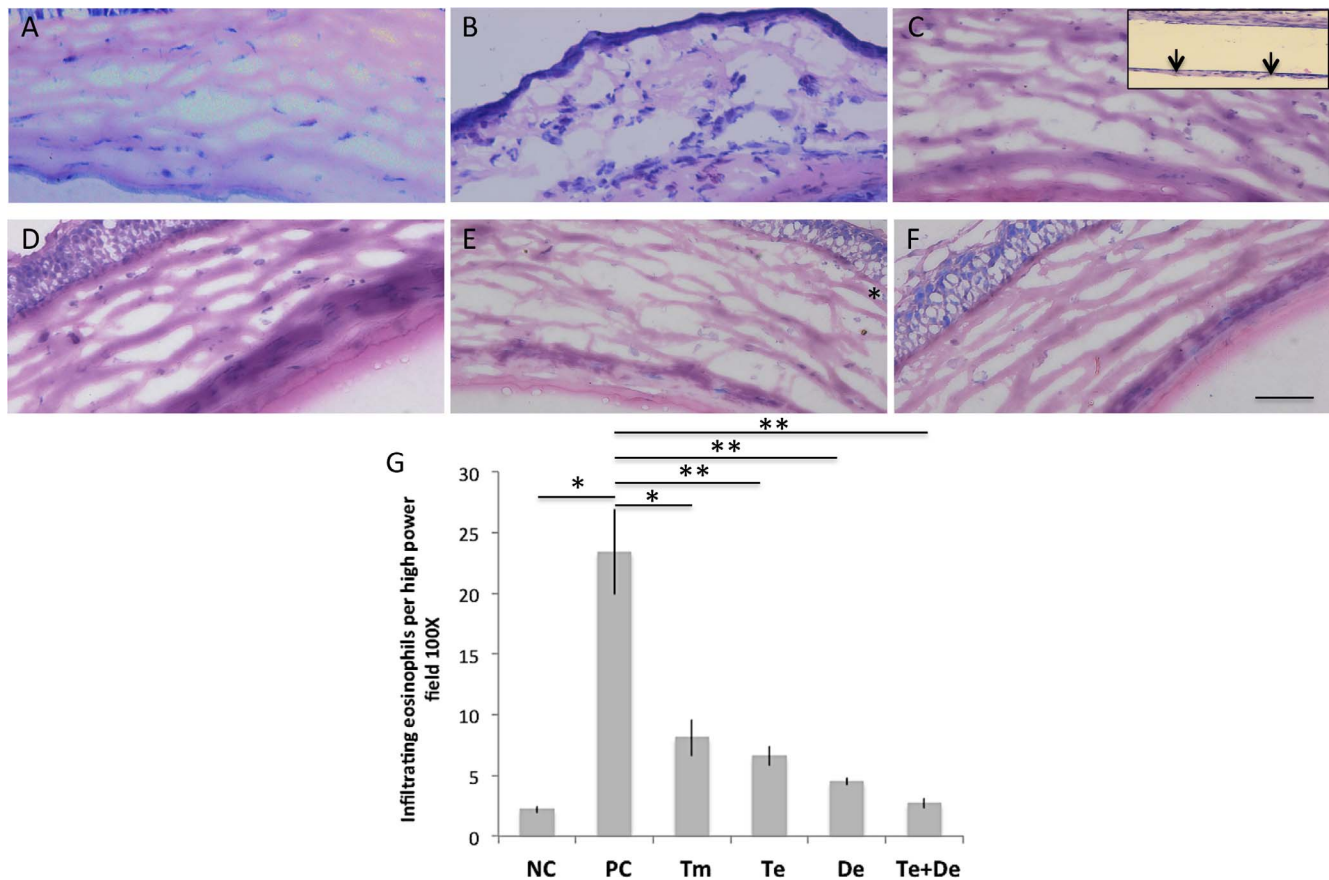 A
B
C
D
E
*
F
G
**
**
**
*
*
30
25
20
15
10
5
0
Infiltrating eosinophils per high power
field 100X
NC PC Tm Te De Te+De